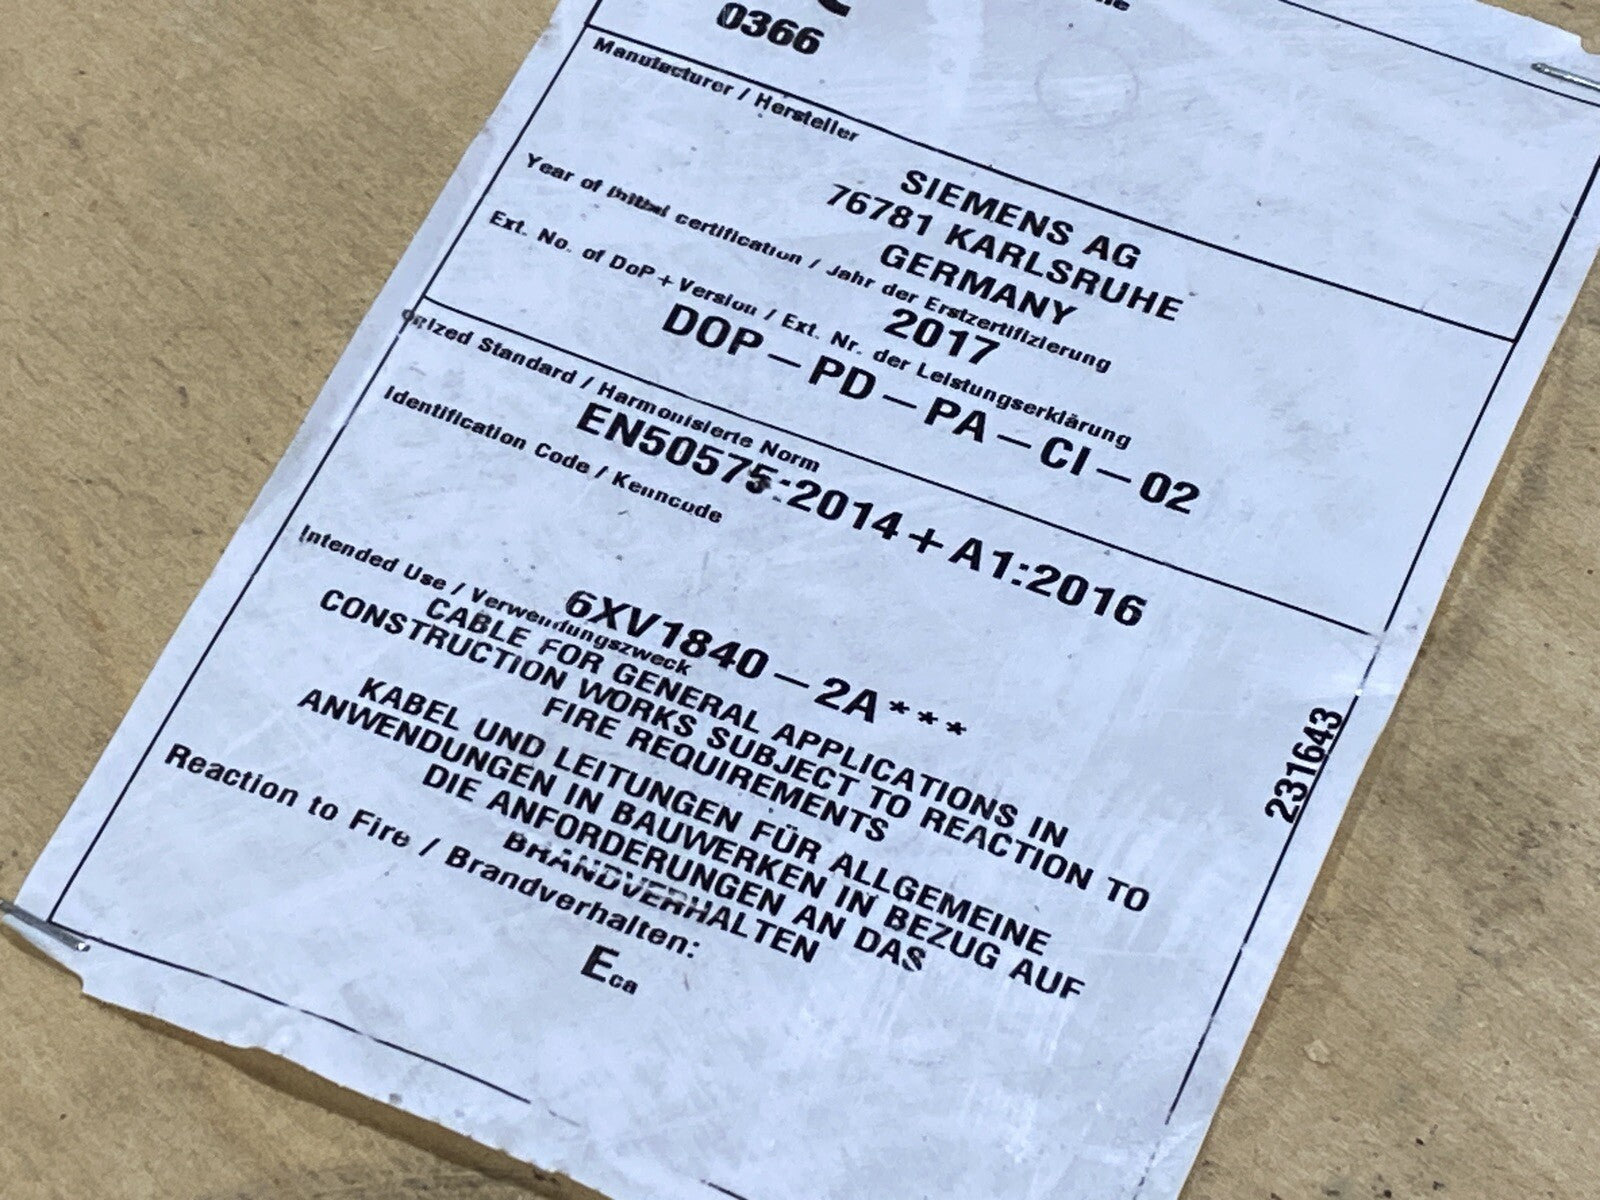 0366
Manufacturer / Hersteller
SIEMENS AG
76781 KARLSRUHE
GERMANY
Year of initial certification / Jahr der Erstzertifizierung
2017
Ext. No. of DoP + Version / Ext. Nr. der Leistungserklärung
DOP - PD - PA - CI - 02
Standard / Harmonisierte Norm
EN50575:2014 + A1:2016
Identification Code / Kenncode
6XV1840 - 2A***
Intended Use / Verwendungszweck
CABLE FOR GENERAL APPLICATIONS IN
CONSTRUCTION WORKS SUBJECT TO REACTION TO
FIRE REQUIREMENTS
KABEL UND LEITUNGEN FÜR ALLGEMEINE
ANWENDUNGEN IN BAUWERKEN IN BEZUG AUF
DIE ANFORDERUNGEN AN DAS
BRANDVERHALTEN
Reaction to Fire / Brandverhalten:
Eca
231643